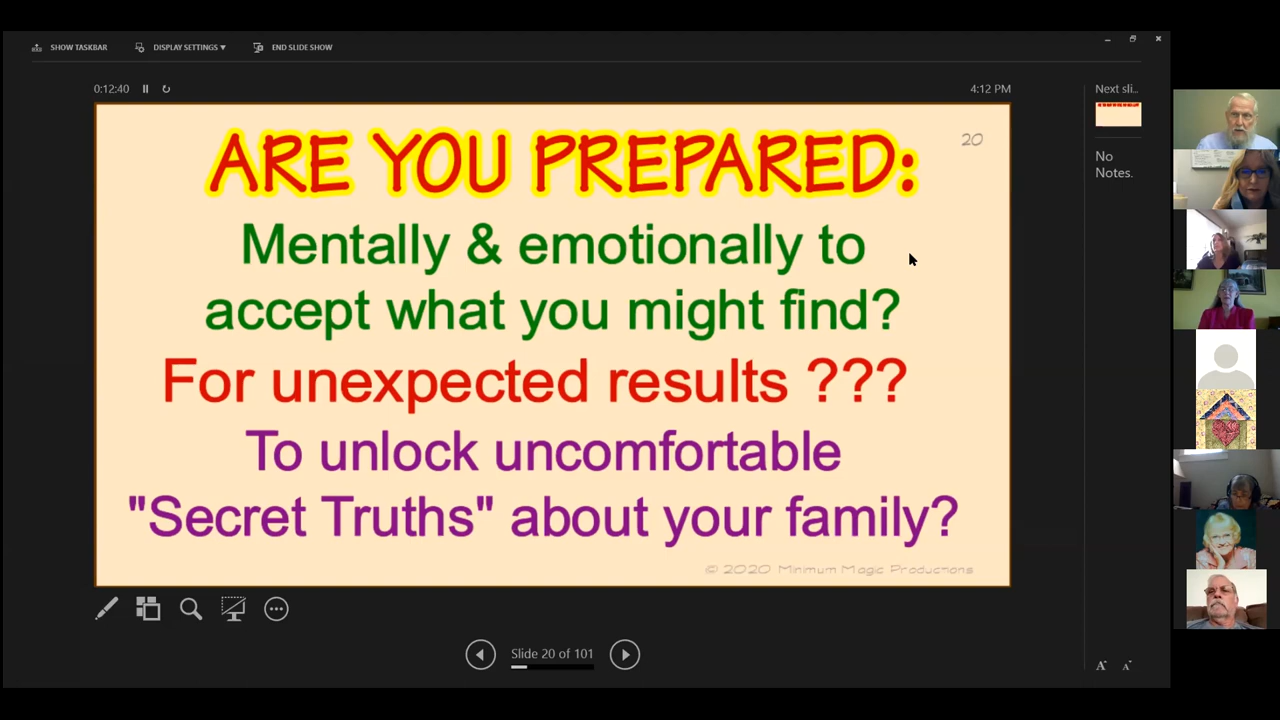 SHOW TASKBAR
DISPLAY SETTINGS ▾
END SLIDE SHOW
0:12:40
4:12 PM
Next sli...
20
ARE YOU PREPARED:
Mentally & emotionally to
accept what you might find?
For unexpected results ???
To unlock uncomfortable
"Secret Truths" about your family?
© 2020 Minimum Magic Productions
No
Notes.
Slide 20 of 101
A A